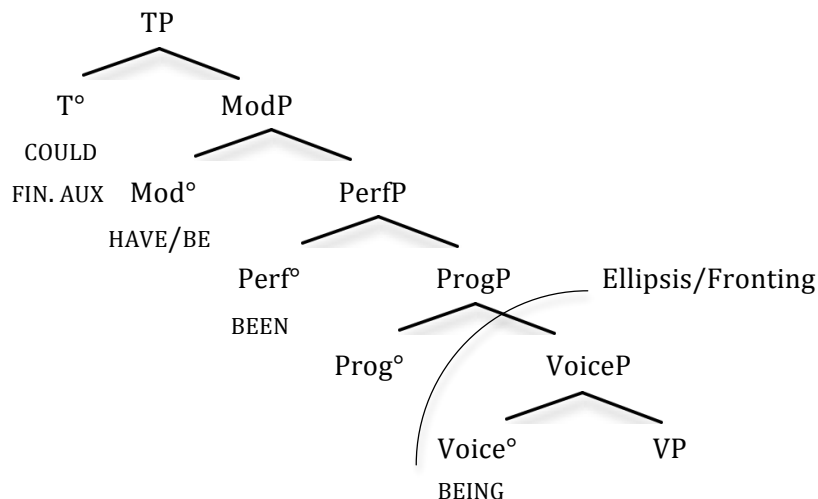 TP
T° ModP
COULD
FIN. AUX Mod° PerfP
HAVE/BE
Perf° ProgP Ellipsis/Fronting
BEEN
Prog° VoiceP
Voice° VP
BEING